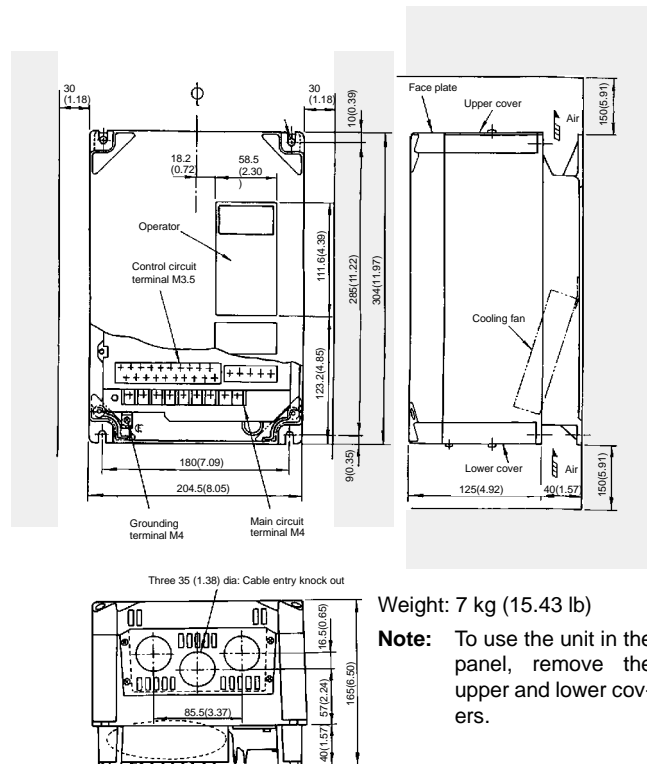 30
(1.18)
30
(1.18)
10(0.39)
18.2
(0.72)
58.5
(2.30
)
Operator
Control circuit
terminal M3.5
111.6(4.39)
285(11.22)
304(11.97)
123.2(4.85)
9(0.35)
180(7.09)
204.5(8.05)
Grounding
terminal M4
Main circuit
terminal M4
Face plate
Upper cover
Air
150(5.91)
Cooling fan
Lower cover
Air
125(4.92)
40(1.57)
150(5.91)
Three 35 (1.38) dia: Cable entry knock out
16.5(0.65)
57(2.24)
165(6.50)
85.5(3.37)
40(1.57)
Weight: 7 kg (15.43 lb)
Note: To use the unit in the
panel, remove the
upper and lower cov-
ers.